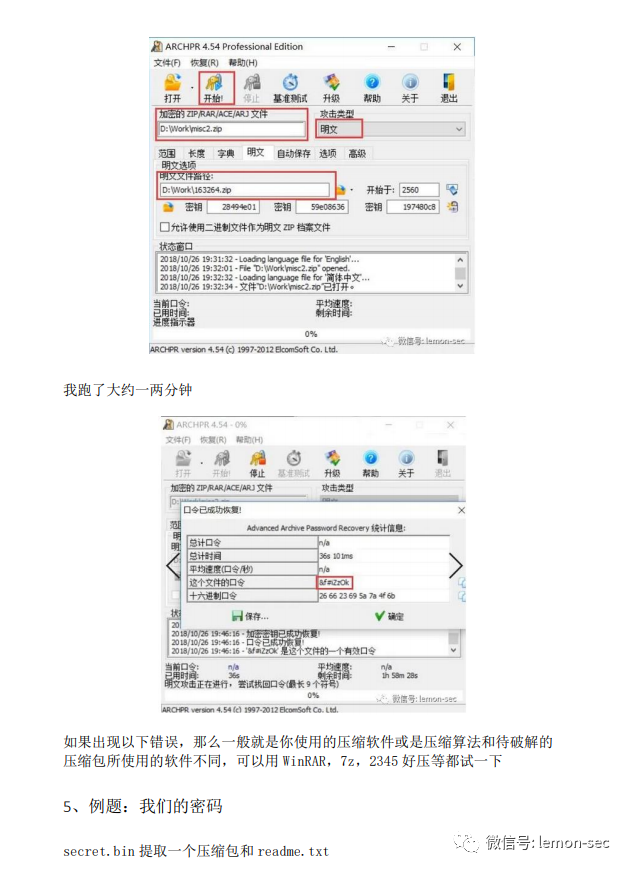 ARCHPR 4.54 Professional Edition
文件(F) 恢复(R) 帮助(H)
打开 开始! 停止 基准测试 升级 帮助 关于 退出
加密的 ZIP/RAR/ACE/ARJ 文件 攻击类型
D:\Work\misc2.zip 明文
范围 长度 字典 明文 自动保存 选项 高级
明文选项
明文文件路径:
D:\Work\163264.zip 开始于: 2560
密钥 28494e01 密钥 59e08636 密钥 197480c8
允许使用二进制文件作为明文 ZIP 档案文件
状态窗口
2018/10/26 19:31:32 - Loading language file for 'English'...
2018/10/26 19:32:01 - File "D:\Work\misc2.zip" opened.
2018/10/26 19:32:32 - Loading language file for '简体中文'...
2018/10/26 19:32:34 - 文件"D:\Work\misc2.zip"已打开。
当前口令: 平均速度:
已用时间: 剩余时间:
进度指示器
0%
微信号: lemon-sec
ARCHPR version 4.54 (c) 1997-2012 ElcomSoft Co. Ltd.
我跑了大约一两分钟
ARCHPR 4.54 - 0%
文件(F) 恢复(R) 帮助(H)
打开 开始! 停止 基准测试 升级 帮助 关于 退出
加密的 ZIP/RAR/ACE/ARJ 文件 攻击类型
口令已成功恢复!
Advanced Archive Password Recovery 统计信息:
总计口令 n/a
总计时间 36s 101ms
平均速度(口令/秒) n/a
这个文件的口令 &f#iZzOk
十六进制口令 26 66 23 69 5a 7a 4f 6b
保存... 确定
2018/10/26 19:46:16 - 加密密钥已成功恢复!
2018/10/26 19:46:16 - 口令已成功恢复!
2018/10/26 19:46:16 - '&f#iZzOk' 是这个文件的一个有效口令
当前口令: n/a 平均速度: n/a
已用时间: 36s 剩余时间: 1h 58m 28s
明文攻击正在进行，尝试找回口令(最长 9 个符号)
0%
微信号: lemon-sec
ARCHPR version 4.54 (c) 1997-2012 ElcomSoft Co. Ltd.
如果出现以下错误，那么一般就是你使用的压缩软件或是压缩算法和待破解的
压缩包所使用的软件不同，可以用 WinRAR，7z，2345 好压等都试一下
5、例题：我们的密码
secret.bin 提取一个压缩包和 readme.txt
微信号: lemon-sec